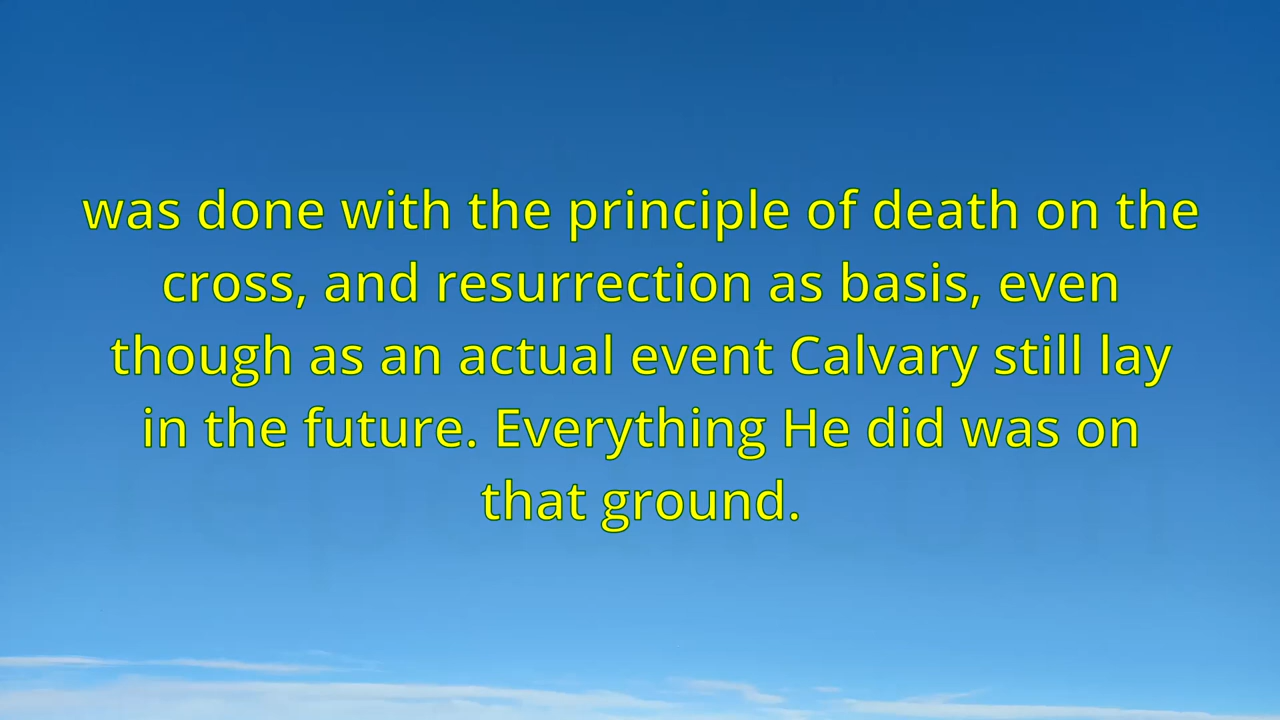 was done with the principle of death on the
cross, and resurrection as basis, even
though as an actual event Calvary still lay
in the future. Everything He did was on
that ground.